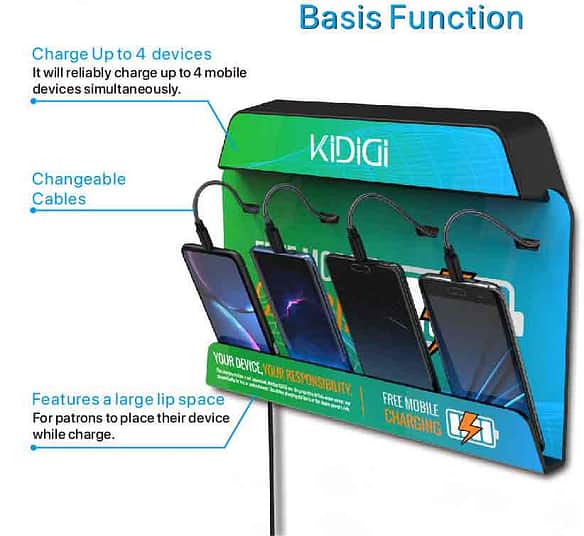 Basis Function
Charge Up to 4 devices
It will reliably charge up to 4 mobile
devices simultaneously.
KiDiGi
Changeable
Cables
YOUR DEVICE. YOUR RESPONSIBILITY.
Features a large lip space
For patrons to place their device
while charge.
FREE MOBILE
CHARGING